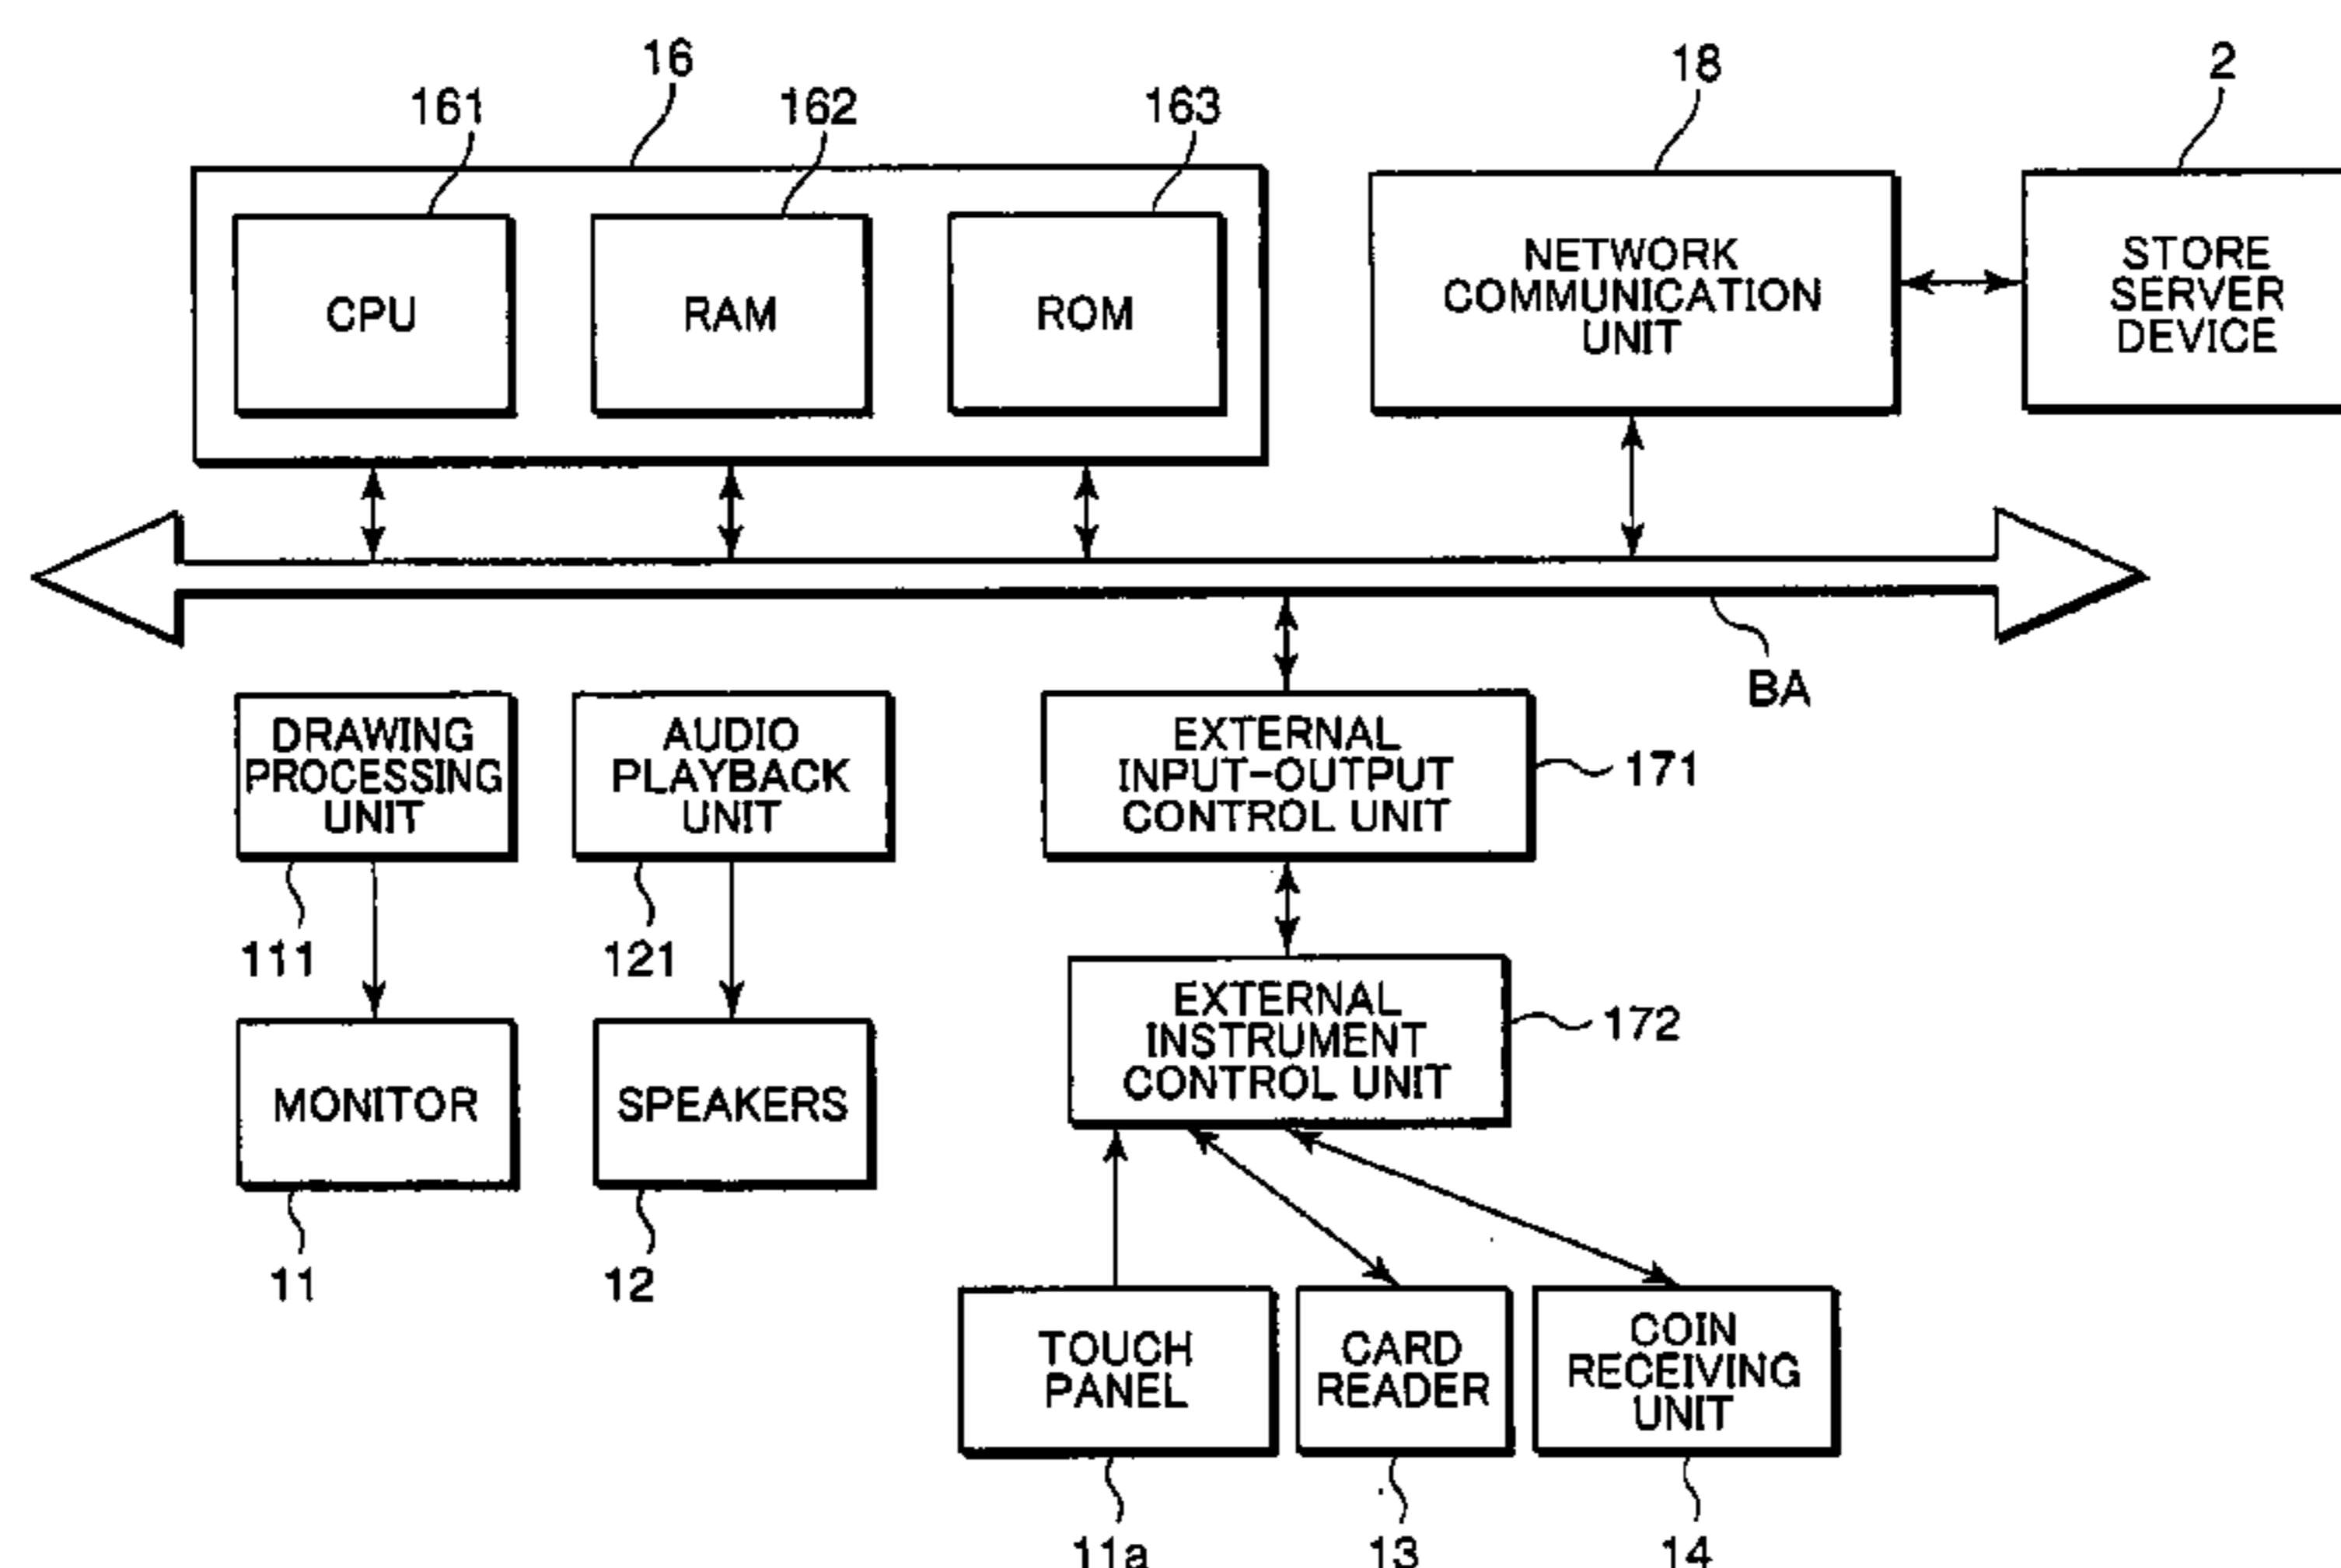 16
18
2
161
162
163
CPU
RAM
ROM
NETWORK
COMMUNICATION
UNIT
STORE
SERVER
DEVICE
BA
DRAWING
PROCESSING
UNIT
AUDIO
PLAYBACK
UNIT
EXTERNAL
INPUT-OUTPUT
CONTROL UNIT
171
111
121
EXTERNAL
INSTRUMENT
CONTROL UNIT
172
MONITOR
SPEAKERS
11
12
TOUCH
PANEL
CARD
READER
COIN
RECEIVING
UNIT
11a
13
14